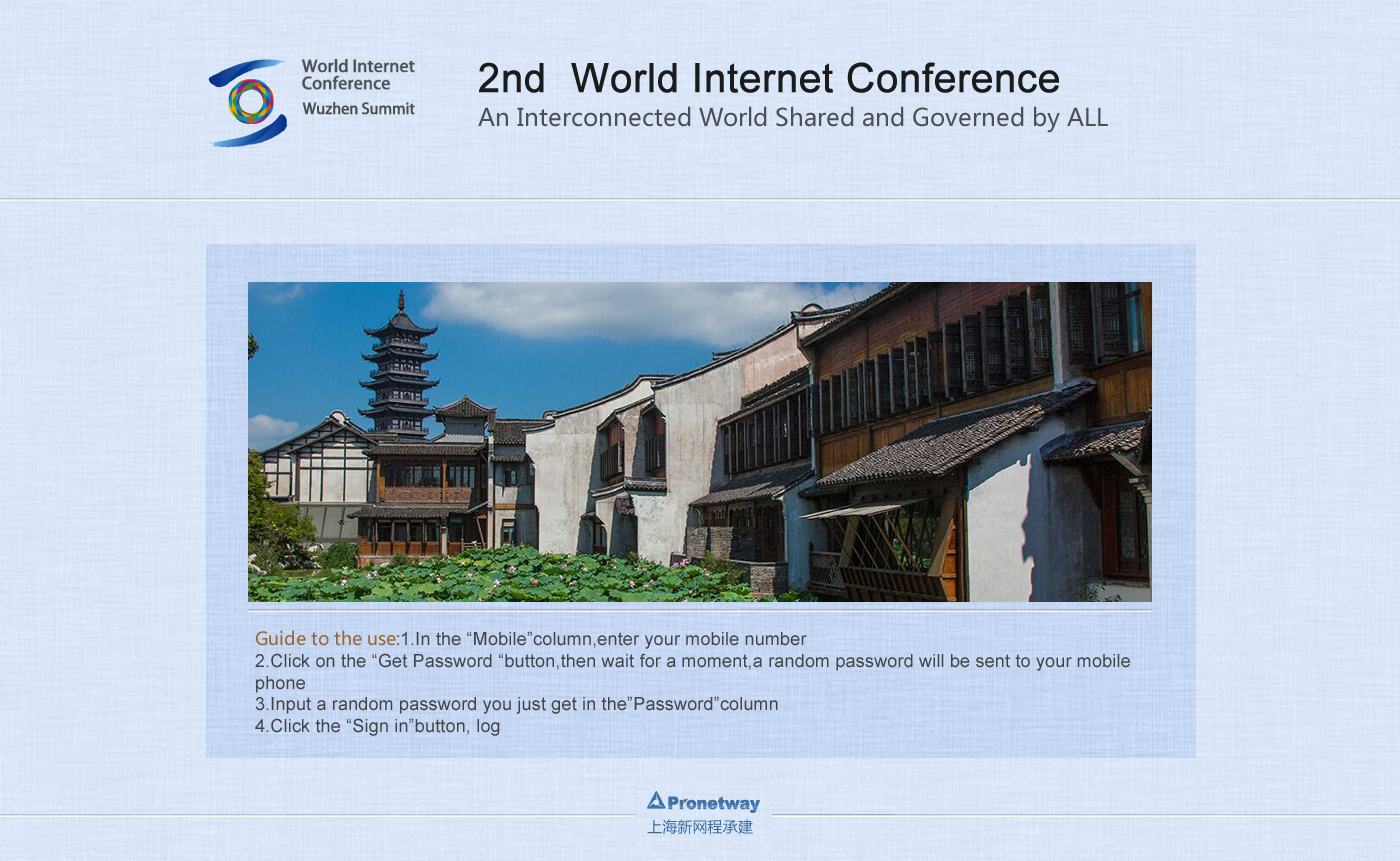 World Internet
Conference
Wuzhen Summit
2nd World Internet Conference
An Interconnected World Shared and Governed by ALL
Guide to the use:1.In the “Mobile”column,enter your mobile number
2.Click on the “Get Password “button,then wait for a moment,a random password will be sent to your mobile
phone
3.Input a random password you just get in the”Password”column
4.Click the “Sign in”button, log
Pronetway
上海新网程承建